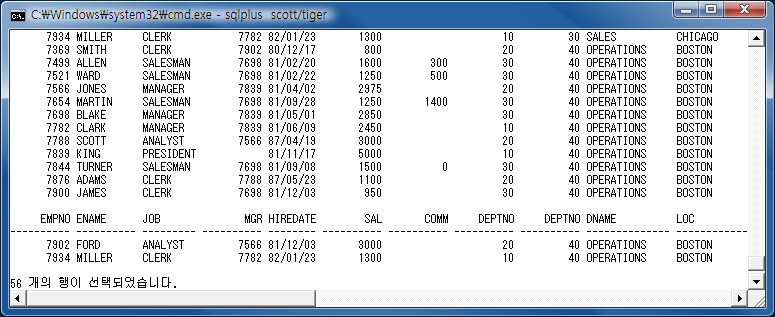 C:₩Windows₩system32₩cmd.exe - sqlplus  scott/tiger
7934 MILLER CLERK 7782 82/01/23 1300 10 30 SALES CHICAGO
7369 SMITH CLERK 7902 80/12/17 800 20 40 OPERATIONS BOSTON
7499 ALLEN SALESMAN 7698 81/02/20 1600 300 30 40 OPERATIONS BOSTON
7521 WARD SALESMAN 7698 81/02/22 1250 500 30 40 OPERATIONS BOSTON
7566 JONES MANAGER 7839 81/04/02 2975 20 40 OPERATIONS BOSTON
7654 MARTIN SALESMAN 7698 81/09/28 1250 1400 30 40 OPERATIONS BOSTON
7698 BLAKE MANAGER 7839 81/05/01 2850 30 40 OPERATIONS BOSTON
7782 CLARK MANAGER 7839 81/06/09 2450 10 40 OPERATIONS BOSTON
7788 SCOTT ANALYST 7566 87/04/19 3000 20 40 OPERATIONS BOSTON
7839 KING PRESIDENT 81/11/17 5000 10 40 OPERATIONS BOSTON
7844 TURNER SALESMAN 7698 81/09/08 1500 0 30 40 OPERATIONS BOSTON
7876 ADAMS CLERK 7788 87/05/23 1100 20 40 OPERATIONS BOSTON
7900 JAMES CLERK 7698 81/12/03 950 30 40 OPERATIONS BOSTON
EMPNO ENAME JOB MGR HIREDATE SAL COMM DEPTNO DEPTNO DNAME LOC
7902 FORD ANALYST 7566 81/12/03 3000 20 40 OPERATIONS BOSTON
7934 MILLER CLERK 7782 82/01/23 1300 10 40 OPERATIONS BOSTON
56 개의 행이 선택되었습니다.